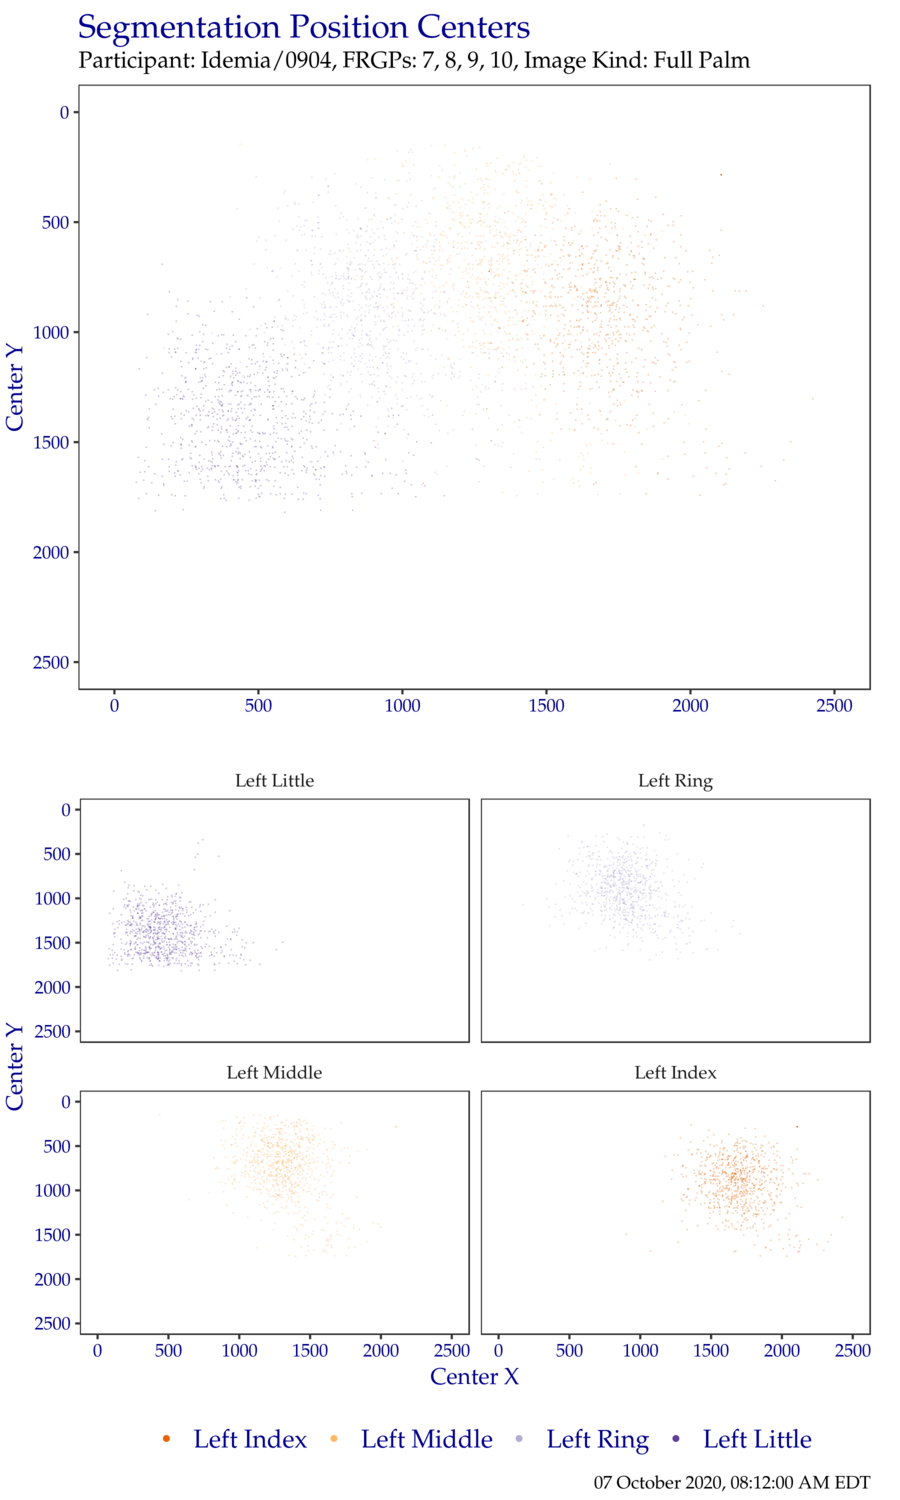 Segmentation Position Centers
Participant: Idemia/0904, FRGPs: 7, 8, 9, 10, Image Kind: Full Palm
0
500
1000
1500
2000
2500
Center Y
0 500 1000 1500 2000 2500
Left Little Left Ring
0
500
1000
1500
2000
2500
Center Y
Left Middle Left Index
0
500
1000
1500
2000
2500
0 500 1000 1500 2000 2500 0 500 1000 1500 2000 2500
Center X
Left Index Left Middle Left Ring Left Little
07 October 2020, 08:12:00 AM EDT